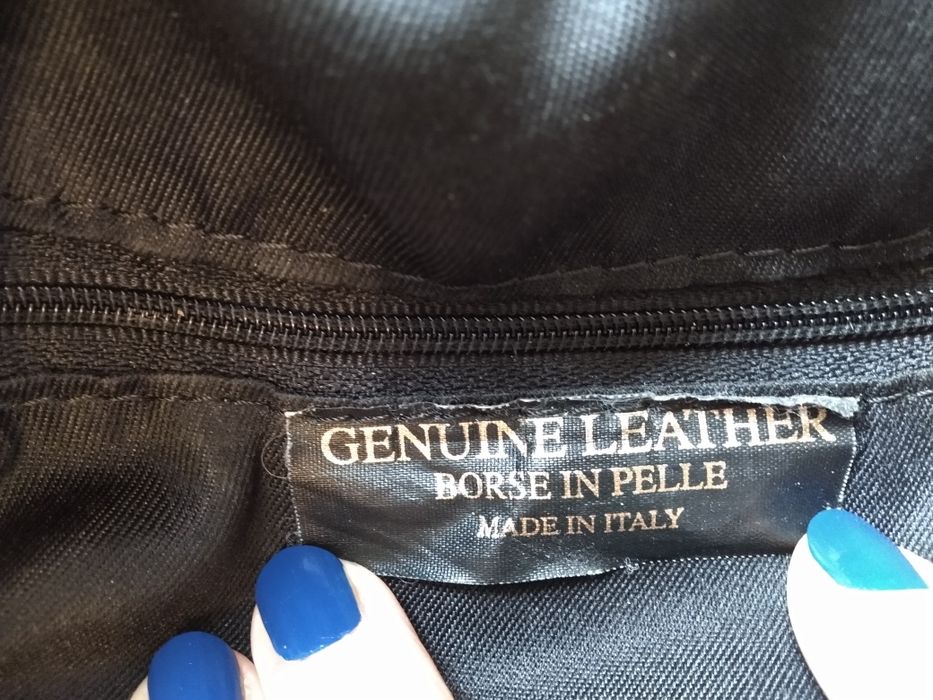 GENUINE LEATHER
BORSE IN PELLE
MADE IN ITALY